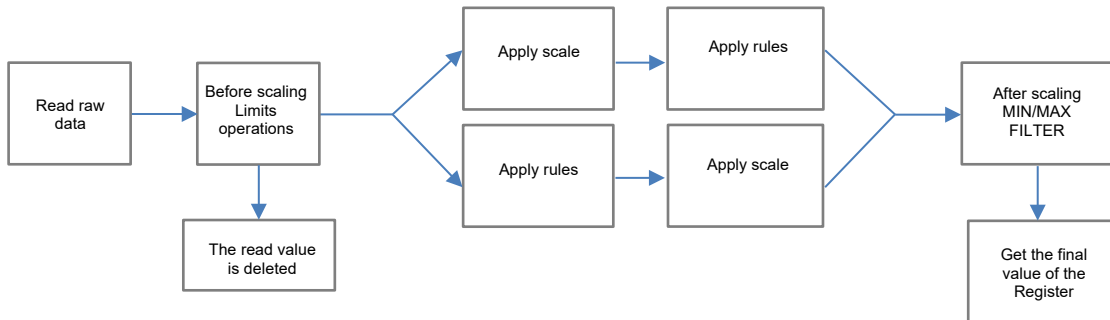 Read raw
data
Before scaling
Limits
operations
The read value
is deleted
Apply scale
Apply rules
Apply rules
Apply scale
After scaling
MIN/MAX
FILTER
Get the final
value of the
Register